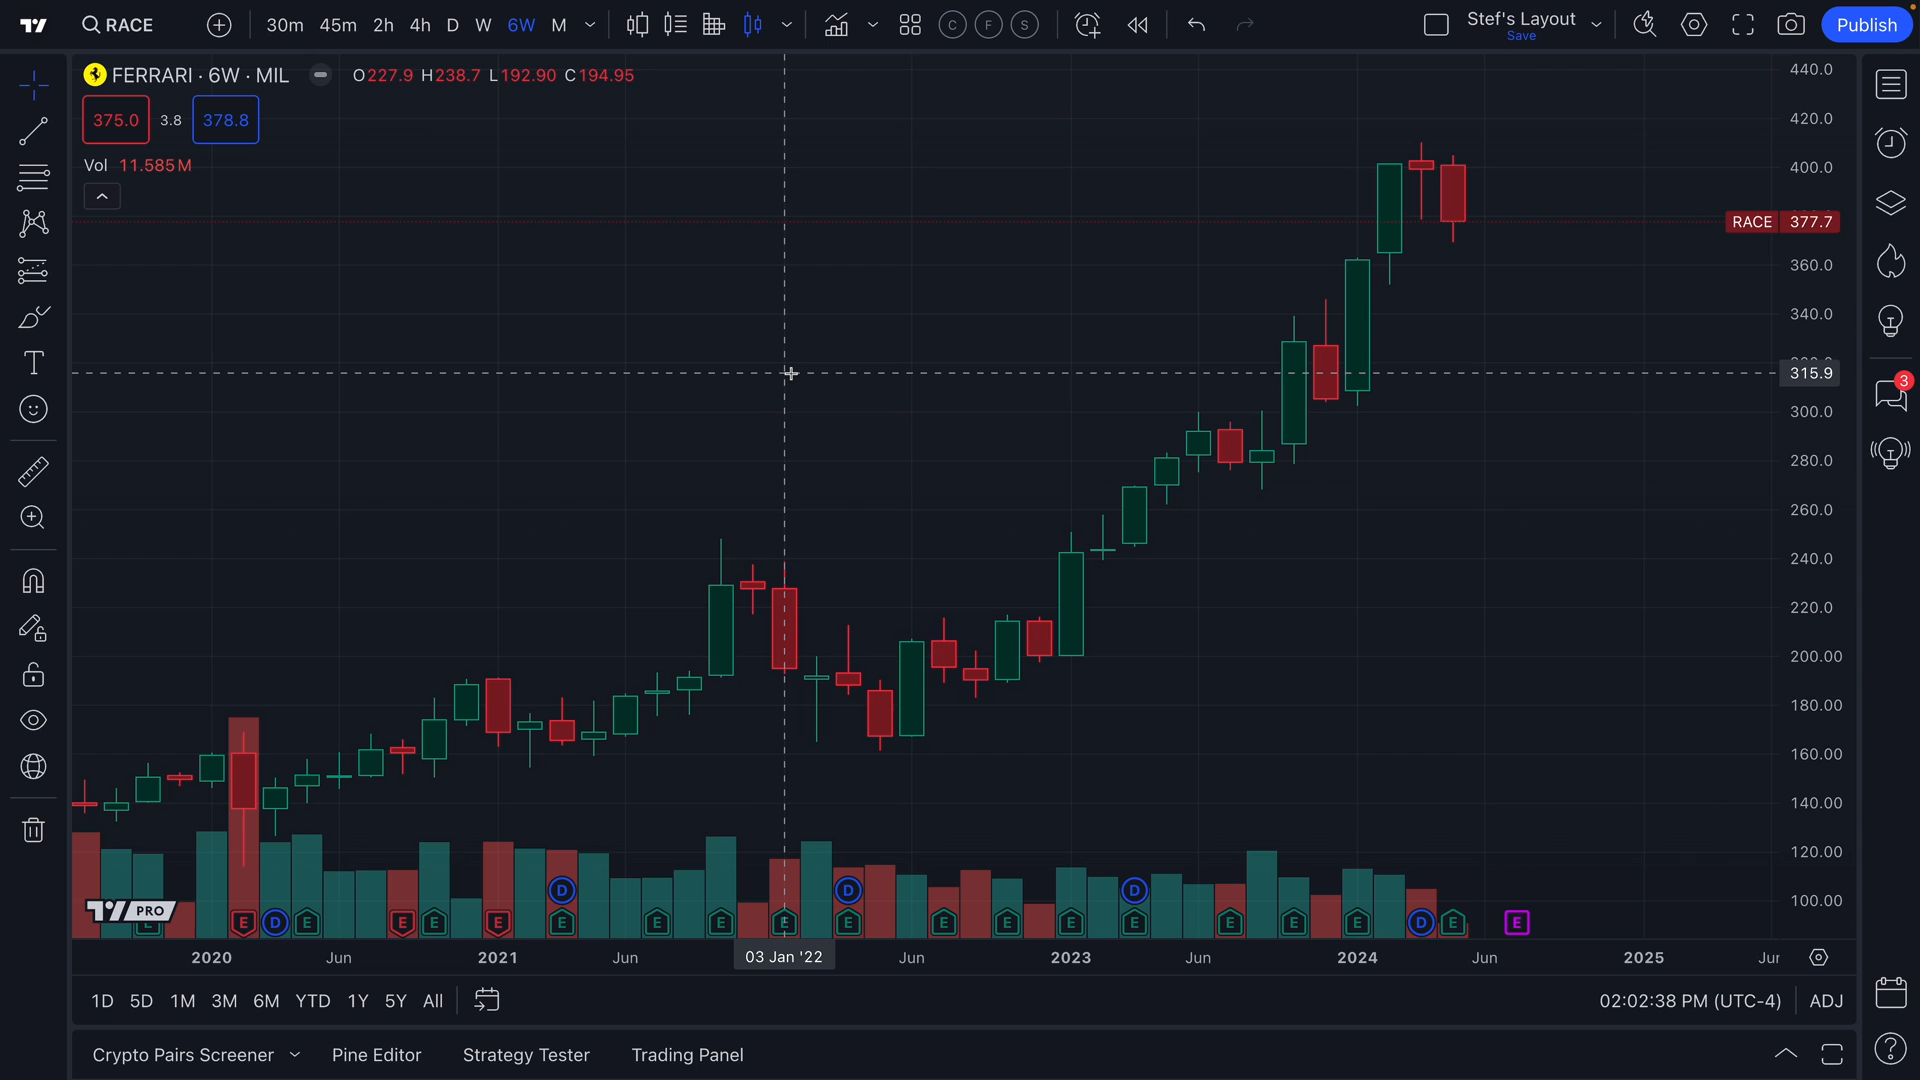 RACE
30m 45m 2h 4h D W 6W M
C F S
Stef's Layout
Save
Publish
FERRARI · 6W · MIL
O227.9 H238.7 L192.90 C194.95
375.0 3.8 378.8
Vol 11.585M
440.0
420.0
400.0
RACE 377.7
360.0
340.0
315.9
300.0
280.0
260.0
240.0
220.0
200.00
180.00
160.00
140.00
120.00
100.00
3
D D D
PRO
E E D E E E E E E E E E E E E E E E E D E E
2020 Jun 2021 Jun 03 Jan '22 Jun 2023 Jun 2024 Jun 2025
1D 5D 1M 3M 6M YTD 1Y 5Y All
02:02:38 PM (UTC-4) ADJ
Crypto Pairs Screener Pine Editor Strategy Tester Trading Panel